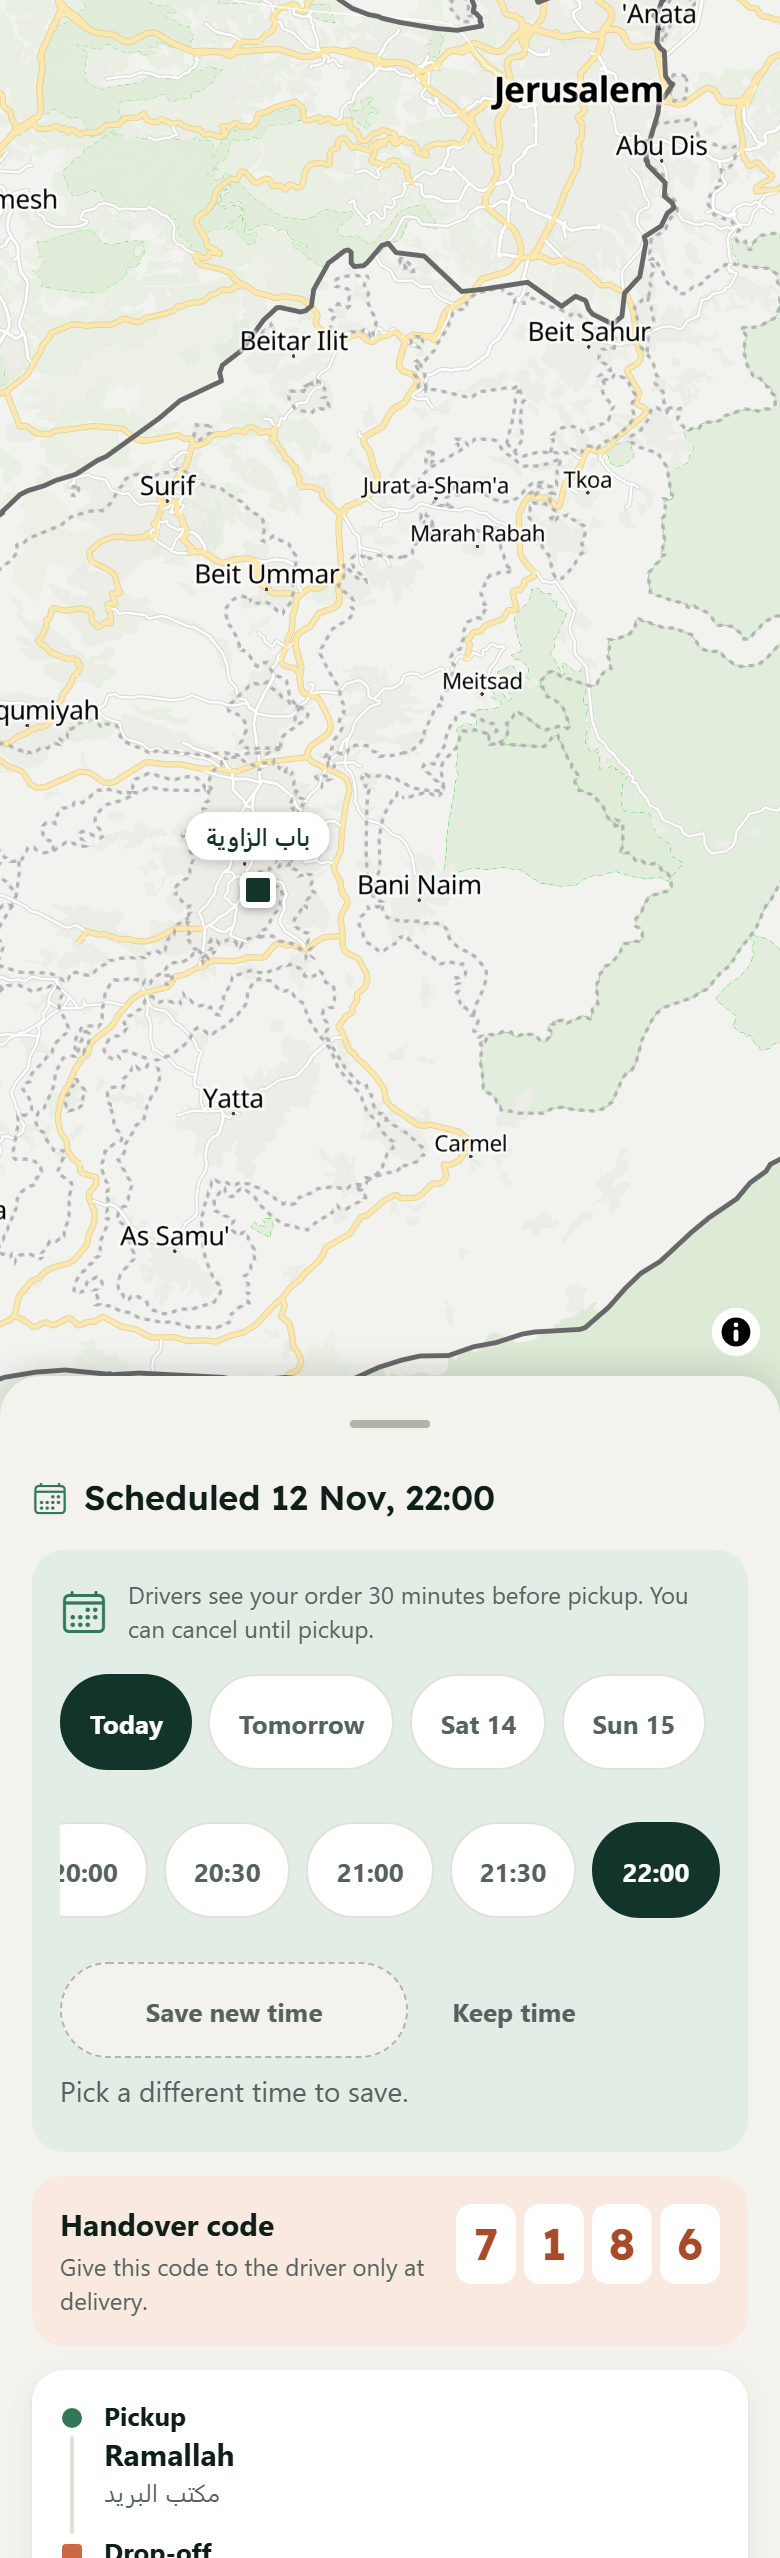 'Anata
Jerusalem
Abu Dis
mesh
Beitar Ilit
Beit Sahur
Surif
Jurat a-Sham'a
Tkoa
Marah Rabah
Beit Ummar
Meitsad
qumiyah
باب الزاوية
Bani Naim
Yatta
Carmel
a
As Samu'
Scheduled 12 Nov, 22:00
Drivers see your order 30 minutes before pickup. You
can cancel until pickup.
Today Tomorrow Sat 14 Sun 15
20:00 20:30 21:00 21:30 22:00
Save new time Keep time
Pick a different time to save.
Handover code 7 1 8 6
Give this code to the driver only at
delivery.
Pickup
Ramallah
مكتب البريد
Drop-off